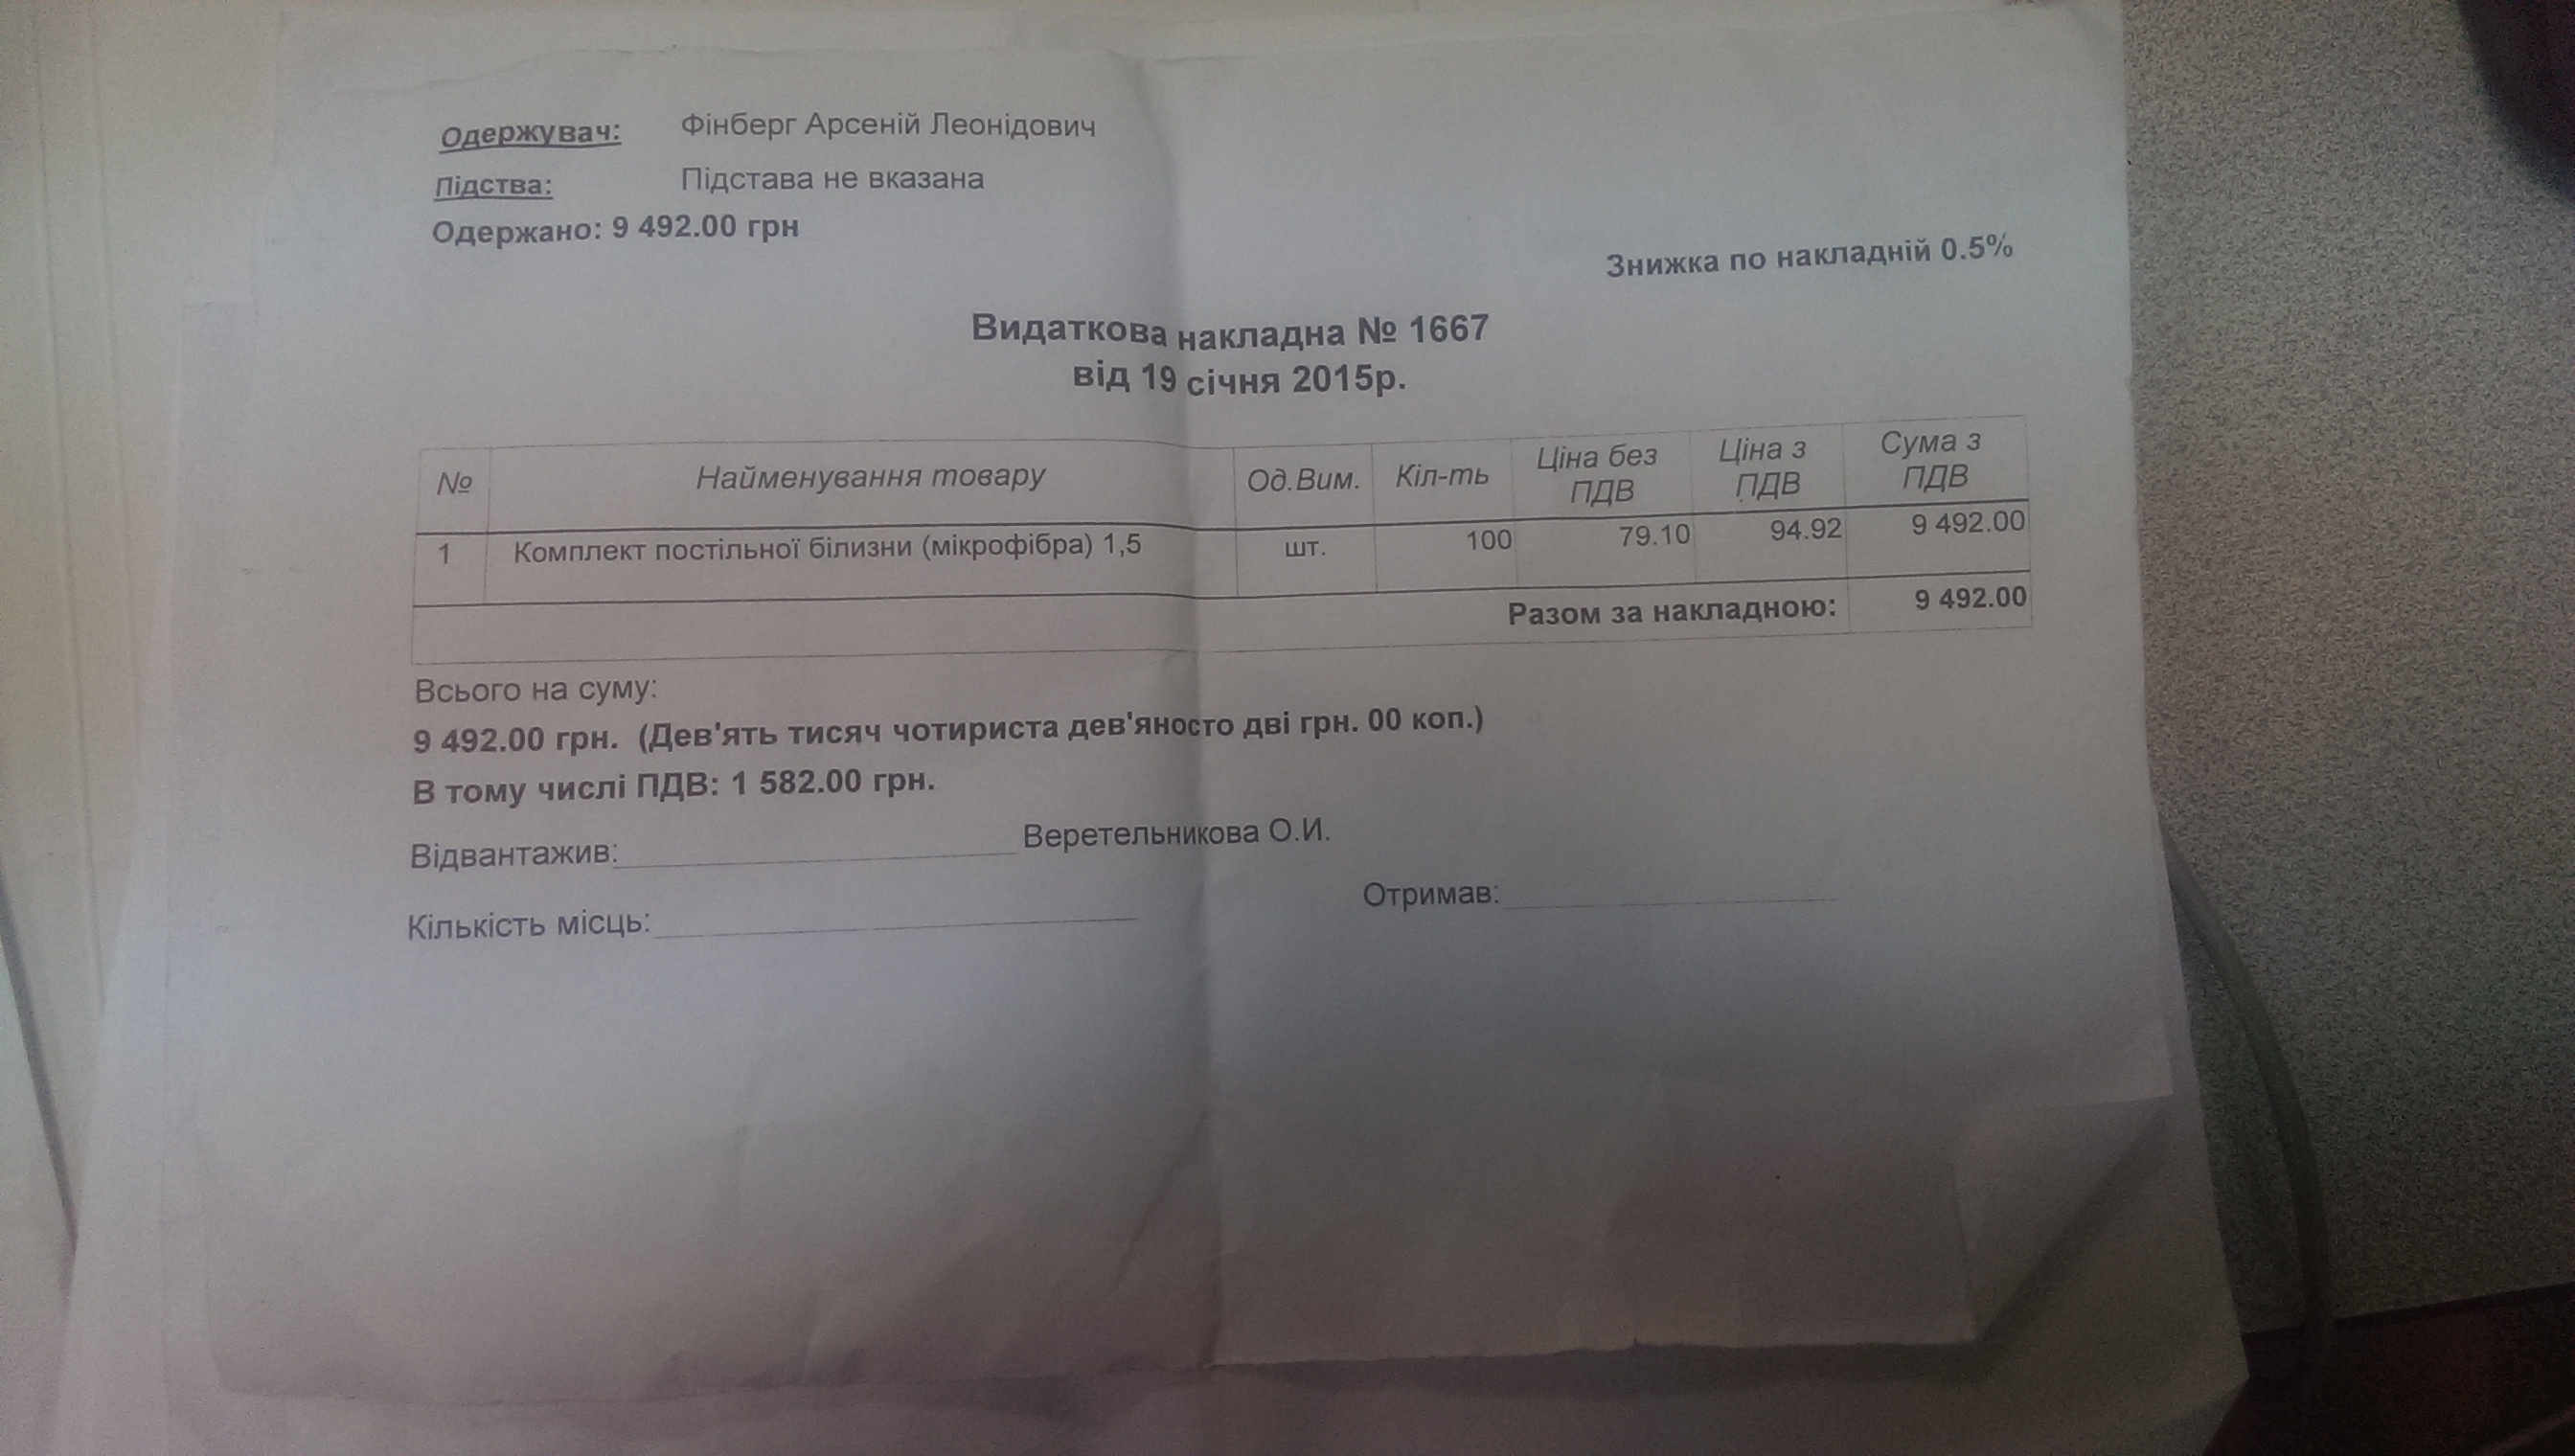 Одержувач: Фінберг Арсеній Леонідович
Підства: Підстава не вказана
Одержано: 9 492.00 грн
Знижка по накладній 0.5%
Видаткова накладна № 1667
від 19 січня 2015р.
№ Найменування товару Од.Вим. Кіл-ть Ціна без ПДВ Ціна з ПДВ Сума з ПДВ
1 Комплект постільної білизни (мікрофібра) 1,5 шт. 100 79.10 94.92 9 492.00
Разом за накладною: 9 492.00
Всього на суму:
9 492.00 грн. (Дев'ять тисяч чотириста дев'яносто дві грн. 00 коп.)
В тому числі ПДВ: 1 582.00 грн.
Відвантажив: Веретельникова О.И.
Отримав:
Кількість місць: